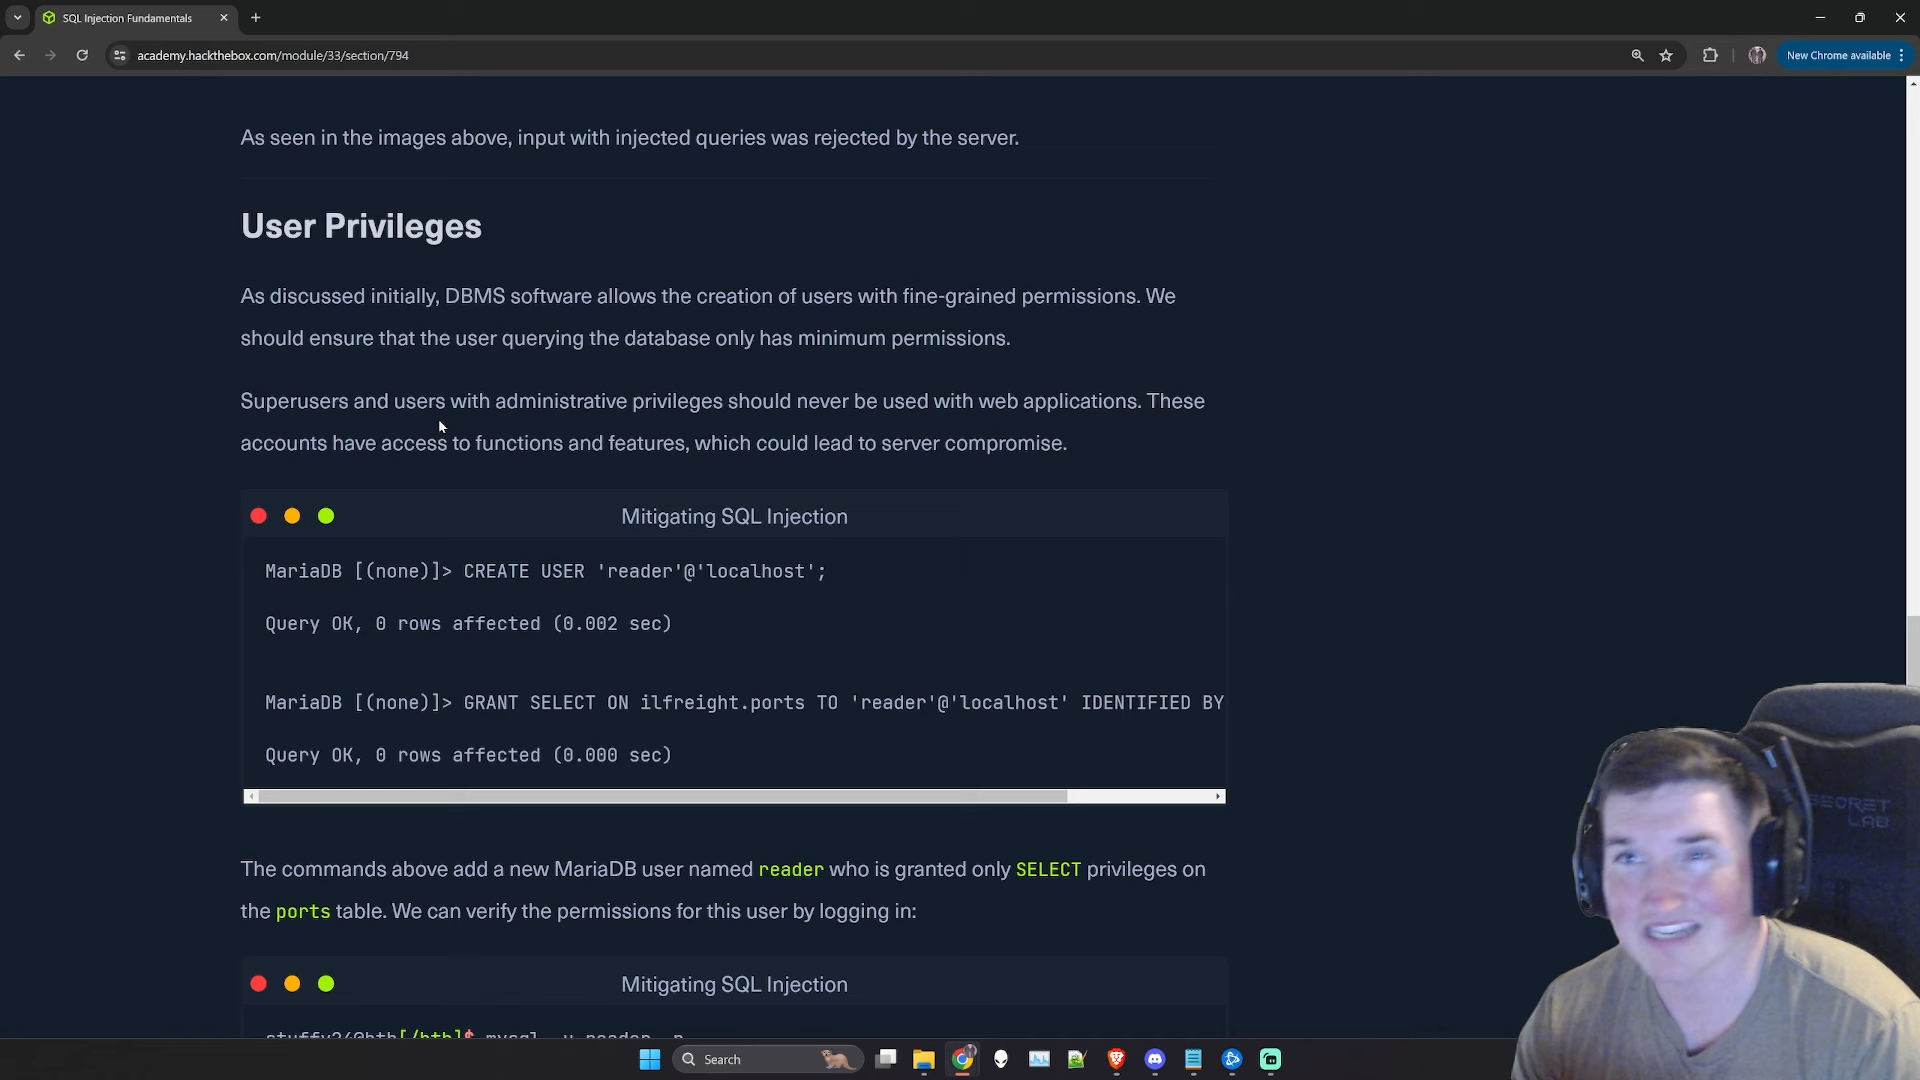 SQL Injection Fundamentals
academy.hackthebox.com/module/33/section/794
New Chrome available
As seen in the images above, input with injected queries was rejected by the server.
User Privileges
As discussed initially, DBMS software allows the creation of users with fine-grained permissions. We
should ensure that the user querying the database only has minimum permissions.
Superusers and users with administrative privileges should never be used with web applications. These
accounts have access to functions and features, which could lead to server compromise.
Mitigating SQL Injection
MariaDB [(none)]> CREATE USER 'reader'@'localhost';
Query OK, 0 rows affected (0.002 sec)
MariaDB [(none)]> GRANT SELECT ON ilfreight.ports TO 'reader'@'localhost' IDENTIFIED BY
Query OK, 0 rows affected (0.000 sec)
The commands above add a new MariaDB user named reader who is granted only SELECT privileges on
the ports table. We can verify the permissions for this user by logging in:
Mitigating SQL Injection
SECRET
LAB
Search